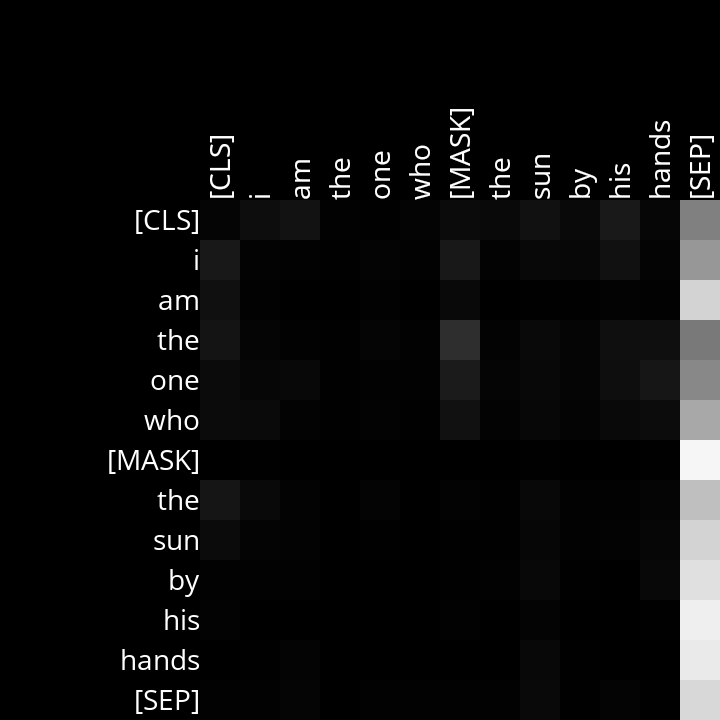 [CLS] i am the one who [MASK] the sun by his hands [SEP]
[CLS]
i
am
the
one
who
[MASK]
the
sun
by
his
hands
[SEP]